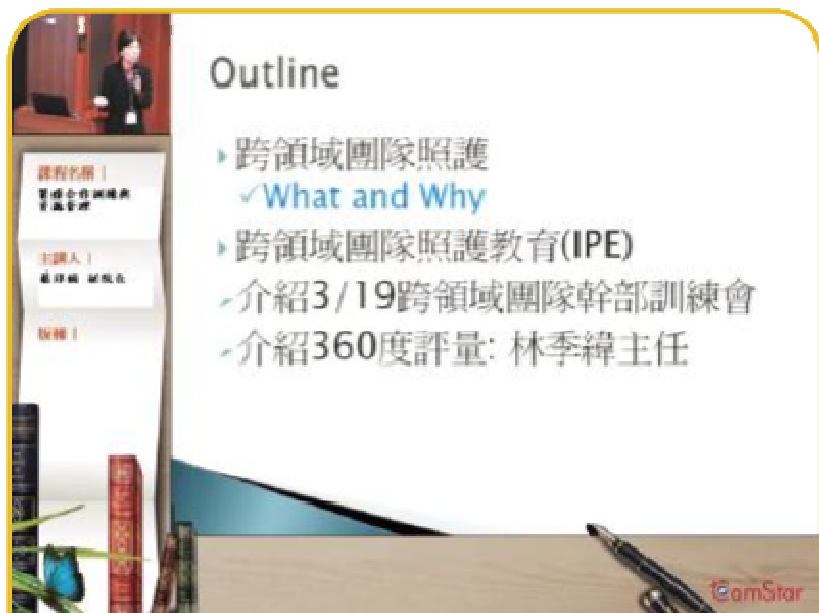 Outline
跨領域團隊照護
What and Why
跨領域團隊照護教育(IPE)
介紹3/19跨領域團隊幹部訓練會
介紹360度評量: 林季緯主任
課程名稱
主講人
版權
CamStar